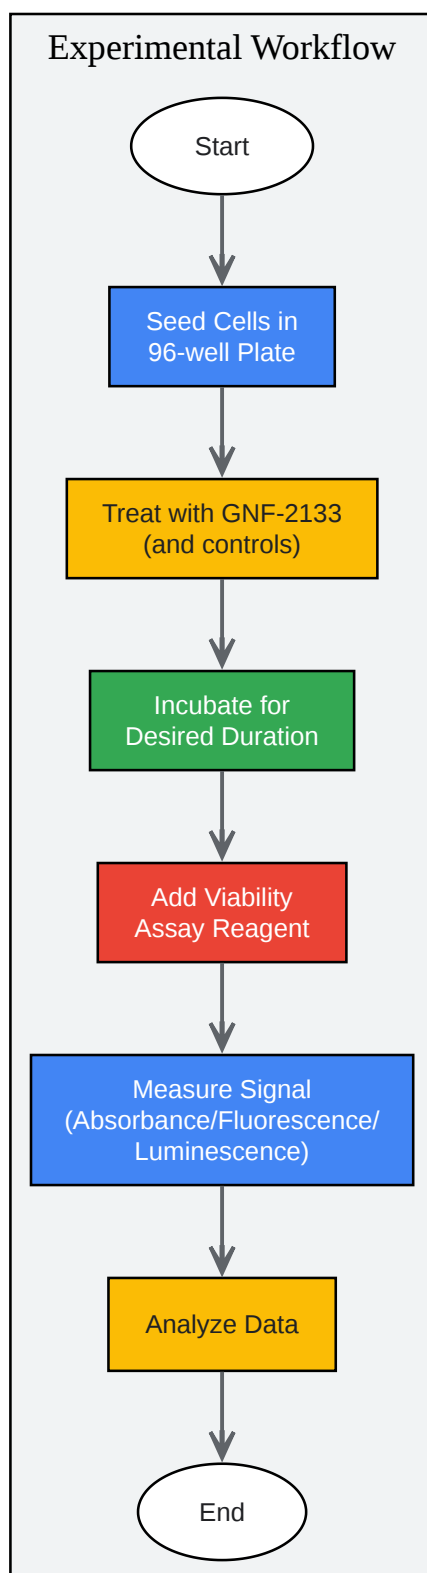 Experimental Workflow
Start
Seed Cells in
96-well Plate
Treat with GNF-2133
(and controls)
Incubate for
Desired Duration
Add Viability
Assay Reagent
Measure Signal
(Absorbance/Fluorescence/
Luminescence)
Analyze Data
End